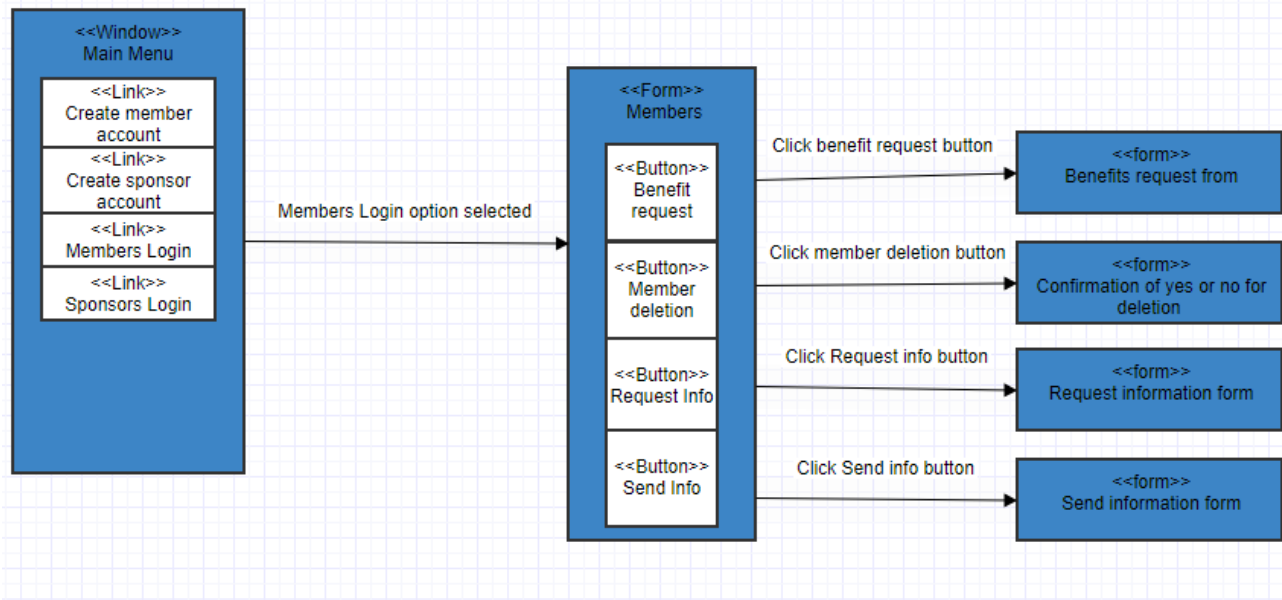 <<Window>>
Main Menu
<<Link>>
Create member
account
<<Link>>
Create sponsor
account
<<Link>>
Members Login
<<Link>>
Sponsors Login
Members Login option selected
<<Form>>
Members
<<Button>>
Benefit
request
<<Button>>
Member
deletion
<<Button>>
Request Info
<<Button>>
Send Info
Click benefit request button
<<form>>
Benefits request from
Click member deletion button
<<form>>
Confirmation of yes or no for
deletion
Click Request info button
<<form>>
Request information form
Click Send info button
<<form>>
Send information form